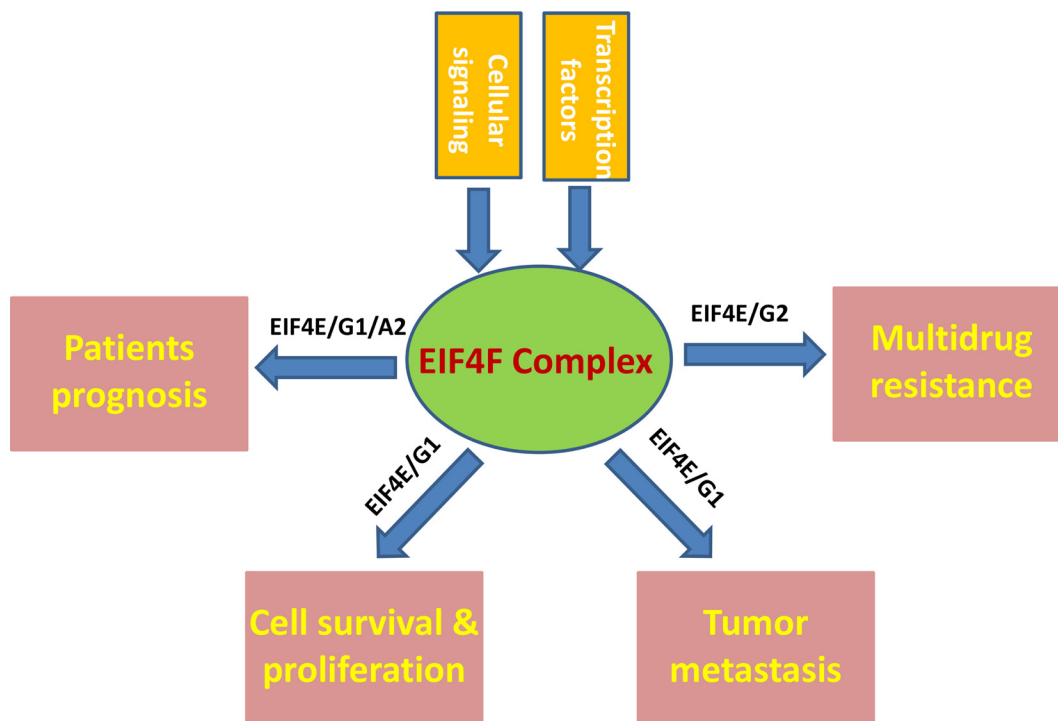 Cellular
signaling
Transcription
factors
EIF4E/G1/A2
EIF4E/G2
Patients
prognosis
EIF4F Complex
Multidrug
resistance
EIF4E/G1
EIF4E/G1
Cell survival &
proliferation
Tumor
metastasis